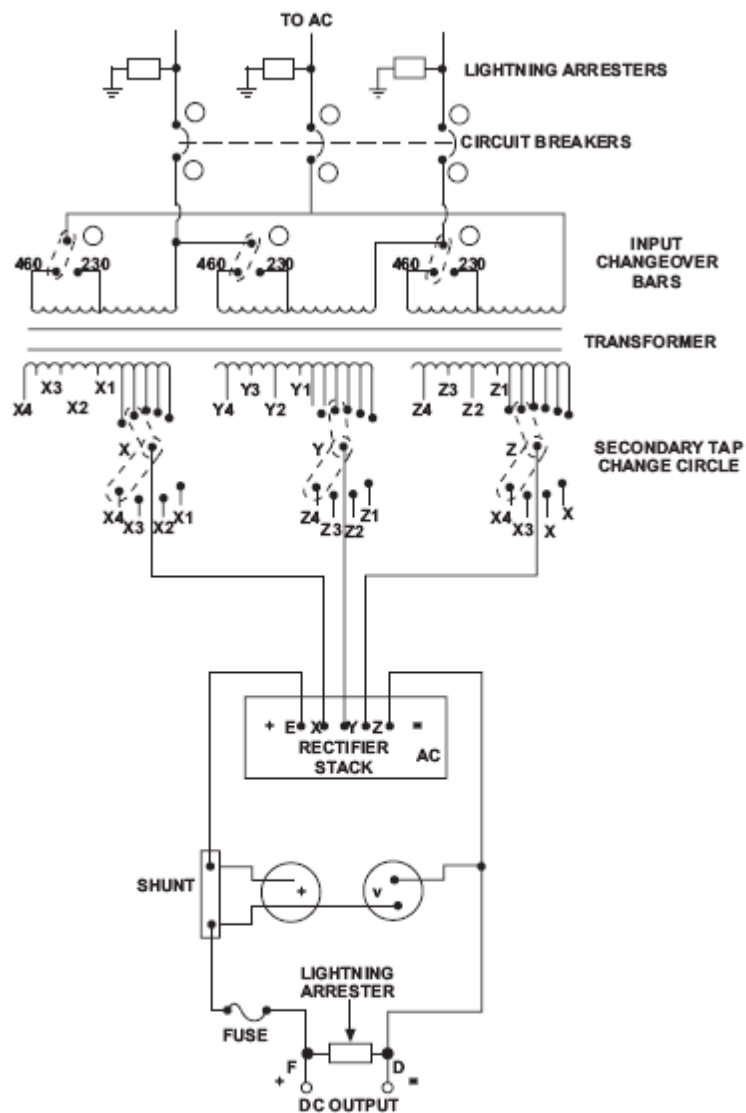 TO AC
LIGHTNING ARRESTERS
CIRCUIT BREAKERS
460 230 460 230 460 230
INPUT
CHANGEOVER
BARS
TRANSFORMER
X4 X3 X2 X1 Y4 Y3 Y2 Y1 Z4 Z3 Z2 Z1
X Y Z
SECONDARY TAP
CHANGE CIRCLE
X4 X3 X2 X1 Z4 Z3 Z2 Z1 X4 X3 X X
+ E X Y Z =
RECTIFIER
STACK
AC
SHUNT
+ v
LIGHTNING
ARRESTER
FUSE
F D
+ =
DC OUTPUT